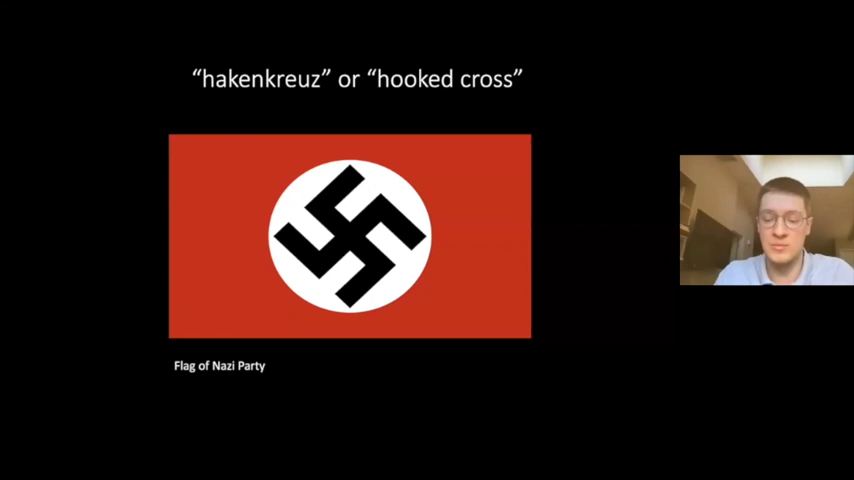 “hakenkreuz” or “hooked cross”
Flag of Nazi Party